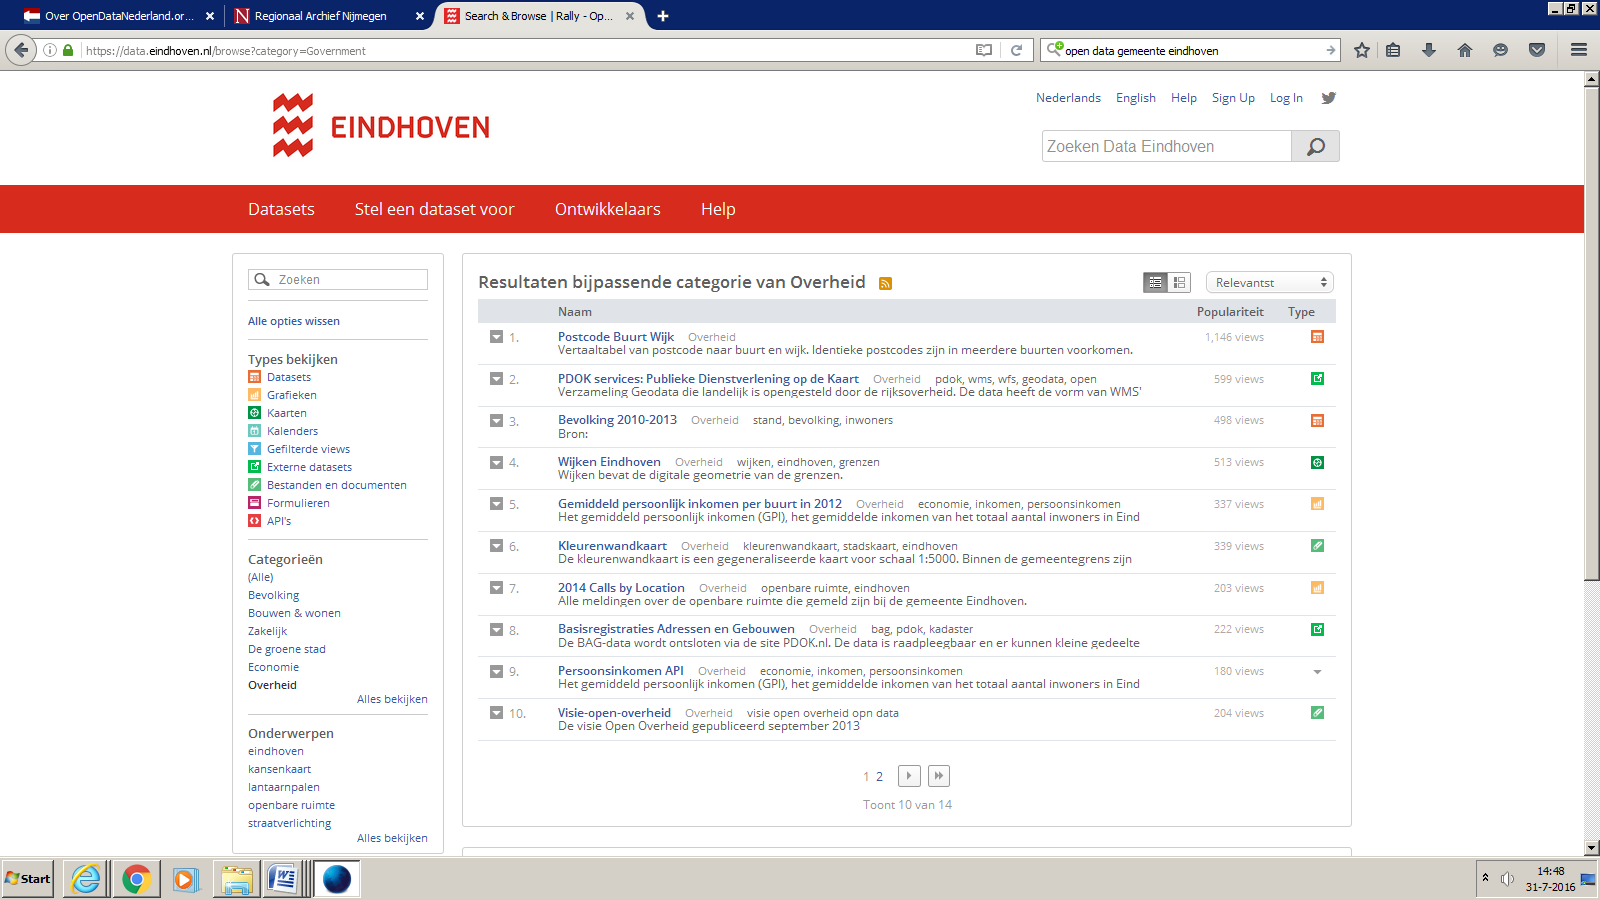 Over OpenDataNederland.or...
Regionaal Archief Nijmegen
Search & Browse | Rally - Op...
https://data.eindhoven.nl/browse?category=Government
open data gemeente eindhoven
EINDHOVEN
Nederlands English Help Sign Up Log In
Zoeken Data Eindhoven
Datasets Stel een dataset voor Ontwikkelaars Help
Zoeken
Alle opties wissen
Types bekijken
Datasets
Grafieken
Kaarten
Kalenders
Gefilterde views
Externe datasets
Bestanden en documenten
Formulieren
API's
Categorieën
(Alle)
Bevolking
Bouwen & wonen
Zakelijk
De groene stad
Economie
Overheid
Alles bekijken
Onderwerpen
eindhoven
kansenkaart
lantaarnpalen
openbare ruimte
straatverlichting
Alles bekijken
Resultaten bijpassende categorie van Overheid
Relevantst
Naam Populariteit Type
1. Postcode Buurt Wijk Overheid 1,146 views
Vertaaltabel van postcode naar buurt en wijk. Identieke postcodes zijn in meerdere buurten voorkomen.
2. PDOK services: Publieke Dienstverlening op de Kaart Overheid pdok, wms, wfs, geodata, open 599 views
Verzameling Geodata die landelijk is opengesteld door de rijksoverheid. De data heeft de vorm van WMS'
3. Bevolking 2010-2013 Overheid stand, bevolking, inwoners 498 views
Bron:
4. Wijken Eindhoven Overheid wijken, eindhoven, grenzen 513 views
Wijken bevat de digitale geometrie van de grenzen.
5. Gemiddeld persoonlijk inkomen per buurt in 2012 Overheid economie, inkomen, persoonsinkomen 337 views
Het gemiddeld persoonlijk inkomen (GPI), het gemiddelde inkomen van het totaal aantal inwoners in Eind
6. Kleurenwandkaart Overheid kleurenwandkaart, stadskaart, eindhoven 339 views
De kleurenwandkaart is een gegeneraliseerde kaart voor schaal 1:5000. Binnen de gemeentegrens zijn
7. 2014 Calls by Location Overheid openbare ruimte, eindhoven 203 views
Alle meldingen over de openbare ruimte die gemeld zijn bij de gemeente Eindhoven.
8. Basisregistraties Adressen en Gebouwen Overheid bag, pdok, kadaster 222 views
De BAG-data wordt ontsloten via de site PDOK.nl. De data is raadpleegbaar en er kunnen kleine gedeelte
9. Persoonsinkomen API Overheid economie, inkomen, persoonsinkomen 180 views
Het gemiddeld persoonlijk inkomen (GPI), het gemiddelde inkomen van het totaal aantal inwoners in Eind
10. Visie-open-overheid Overheid visie open overheid opn data 204 views
De visie Open Overheid gepubliceerd september 2013
1 2
Toont 10 van 14
Start
14:48
31-7-2016